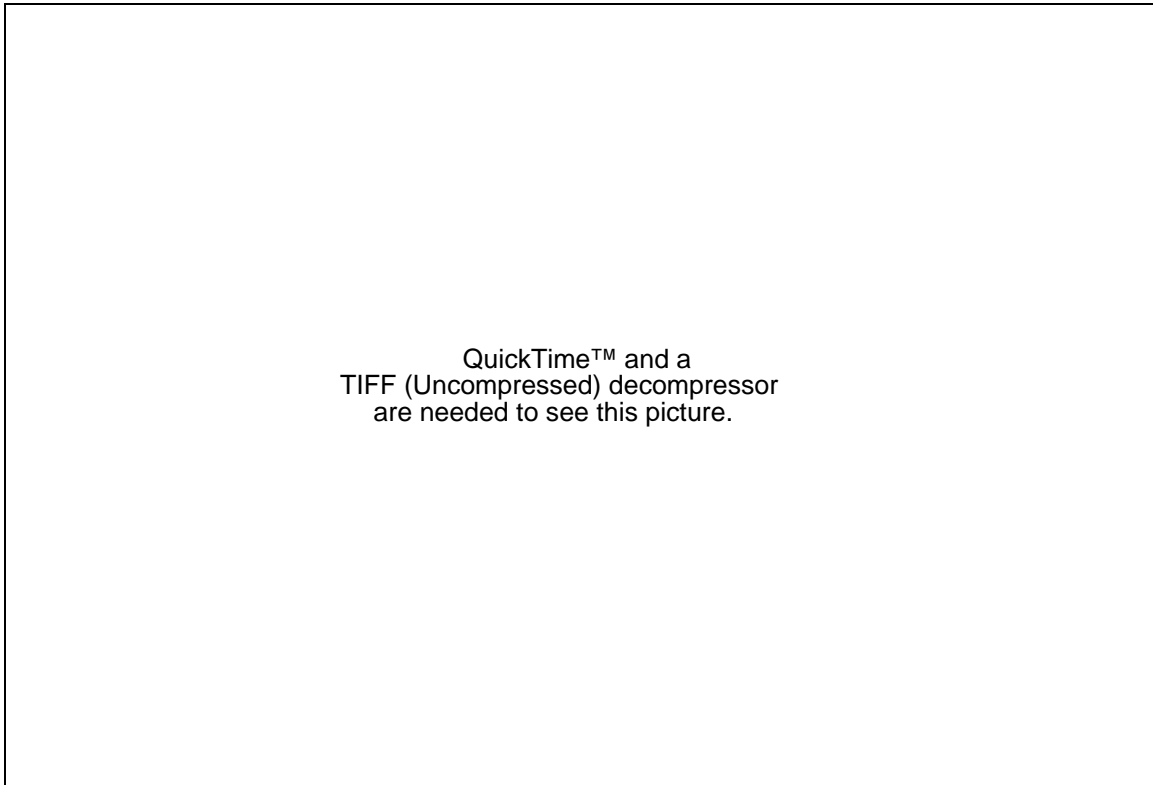 QuickTime™ and a
TIFF (Uncompressed) decompressor
are needed to see this picture.